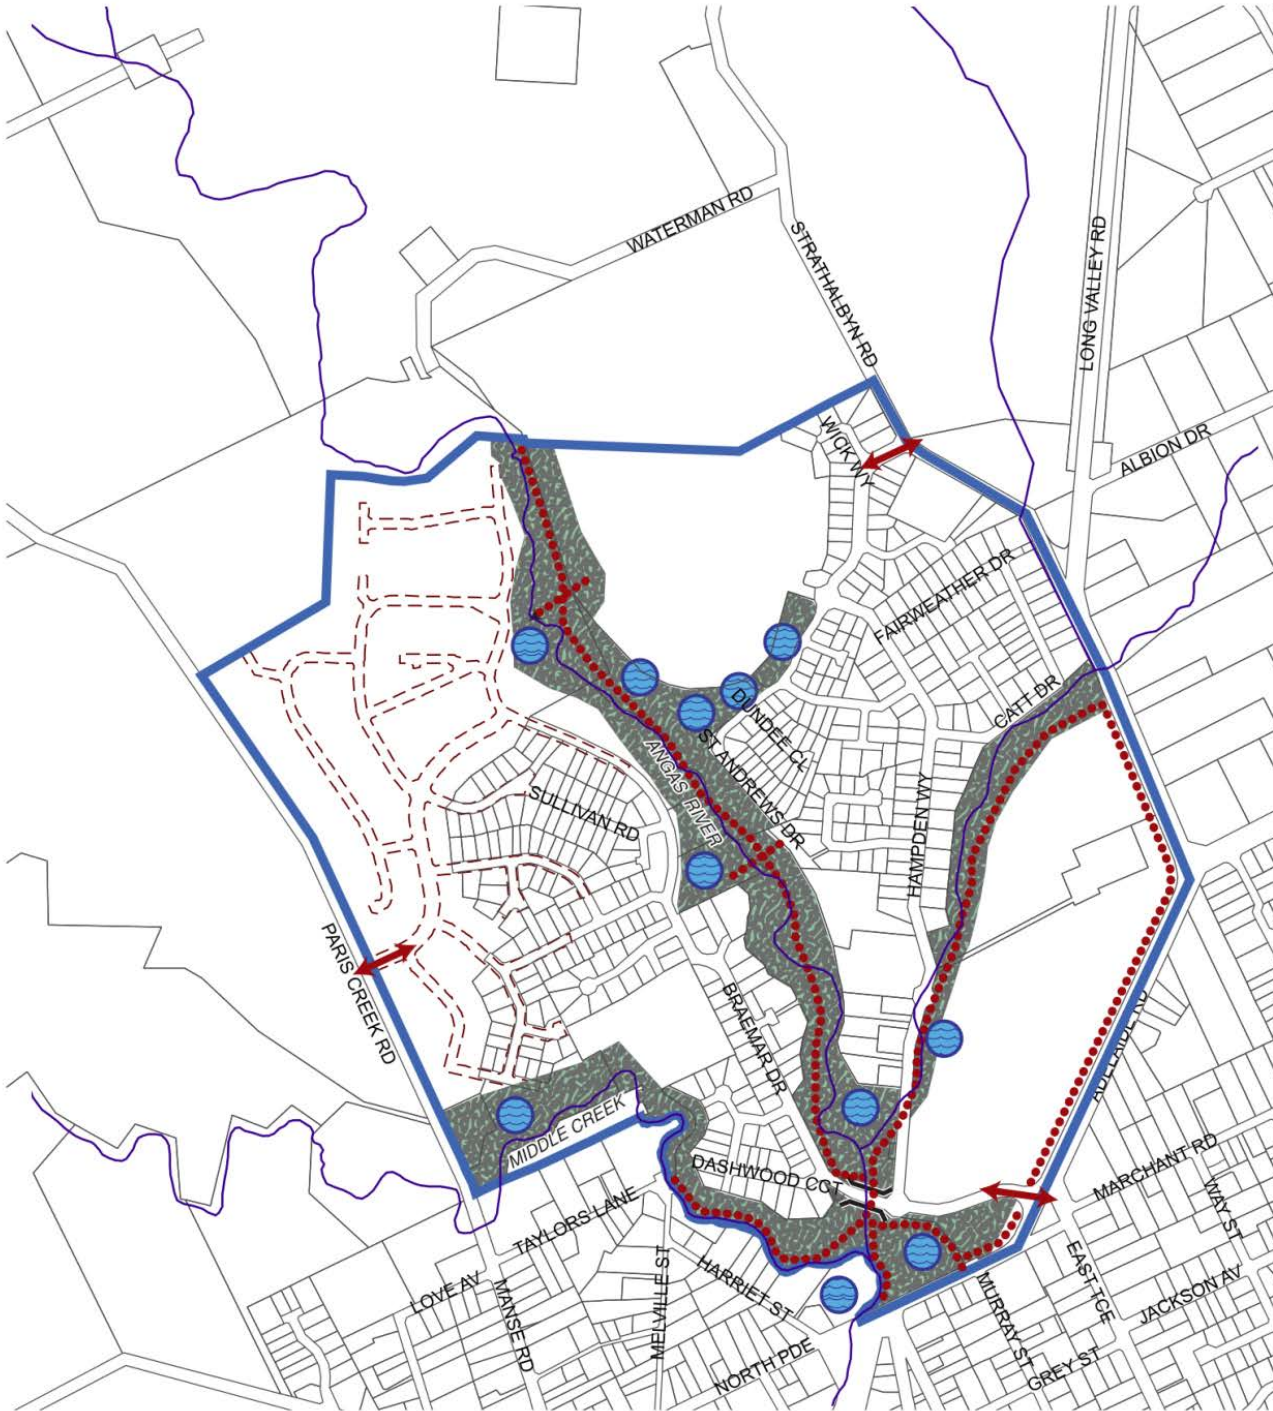 WATERMAN RD
STRATHALBYN RD
LONG VALLEY RD
WICK WY
ALBION DR
FAIRWEATHER DR
CATT DR
DUNDEE CL
ST ANDREWS DR
ANGAS RIVER
SULLIVAN RD
HAMPDEN WY
PARIS CREEK RD
BRAEMAR DR
ADELAIDE RD
MIDDLE CREEK
DASHWOOD CCT
MARCHANT RD
WAY ST
TAYLORS LANE
LOVE AV
MANSE RD
MELVILLE ST
HARRIET ST
NORTH PDE
MURRAY ST
EAST TCE
JACKSON AV
GREY ST